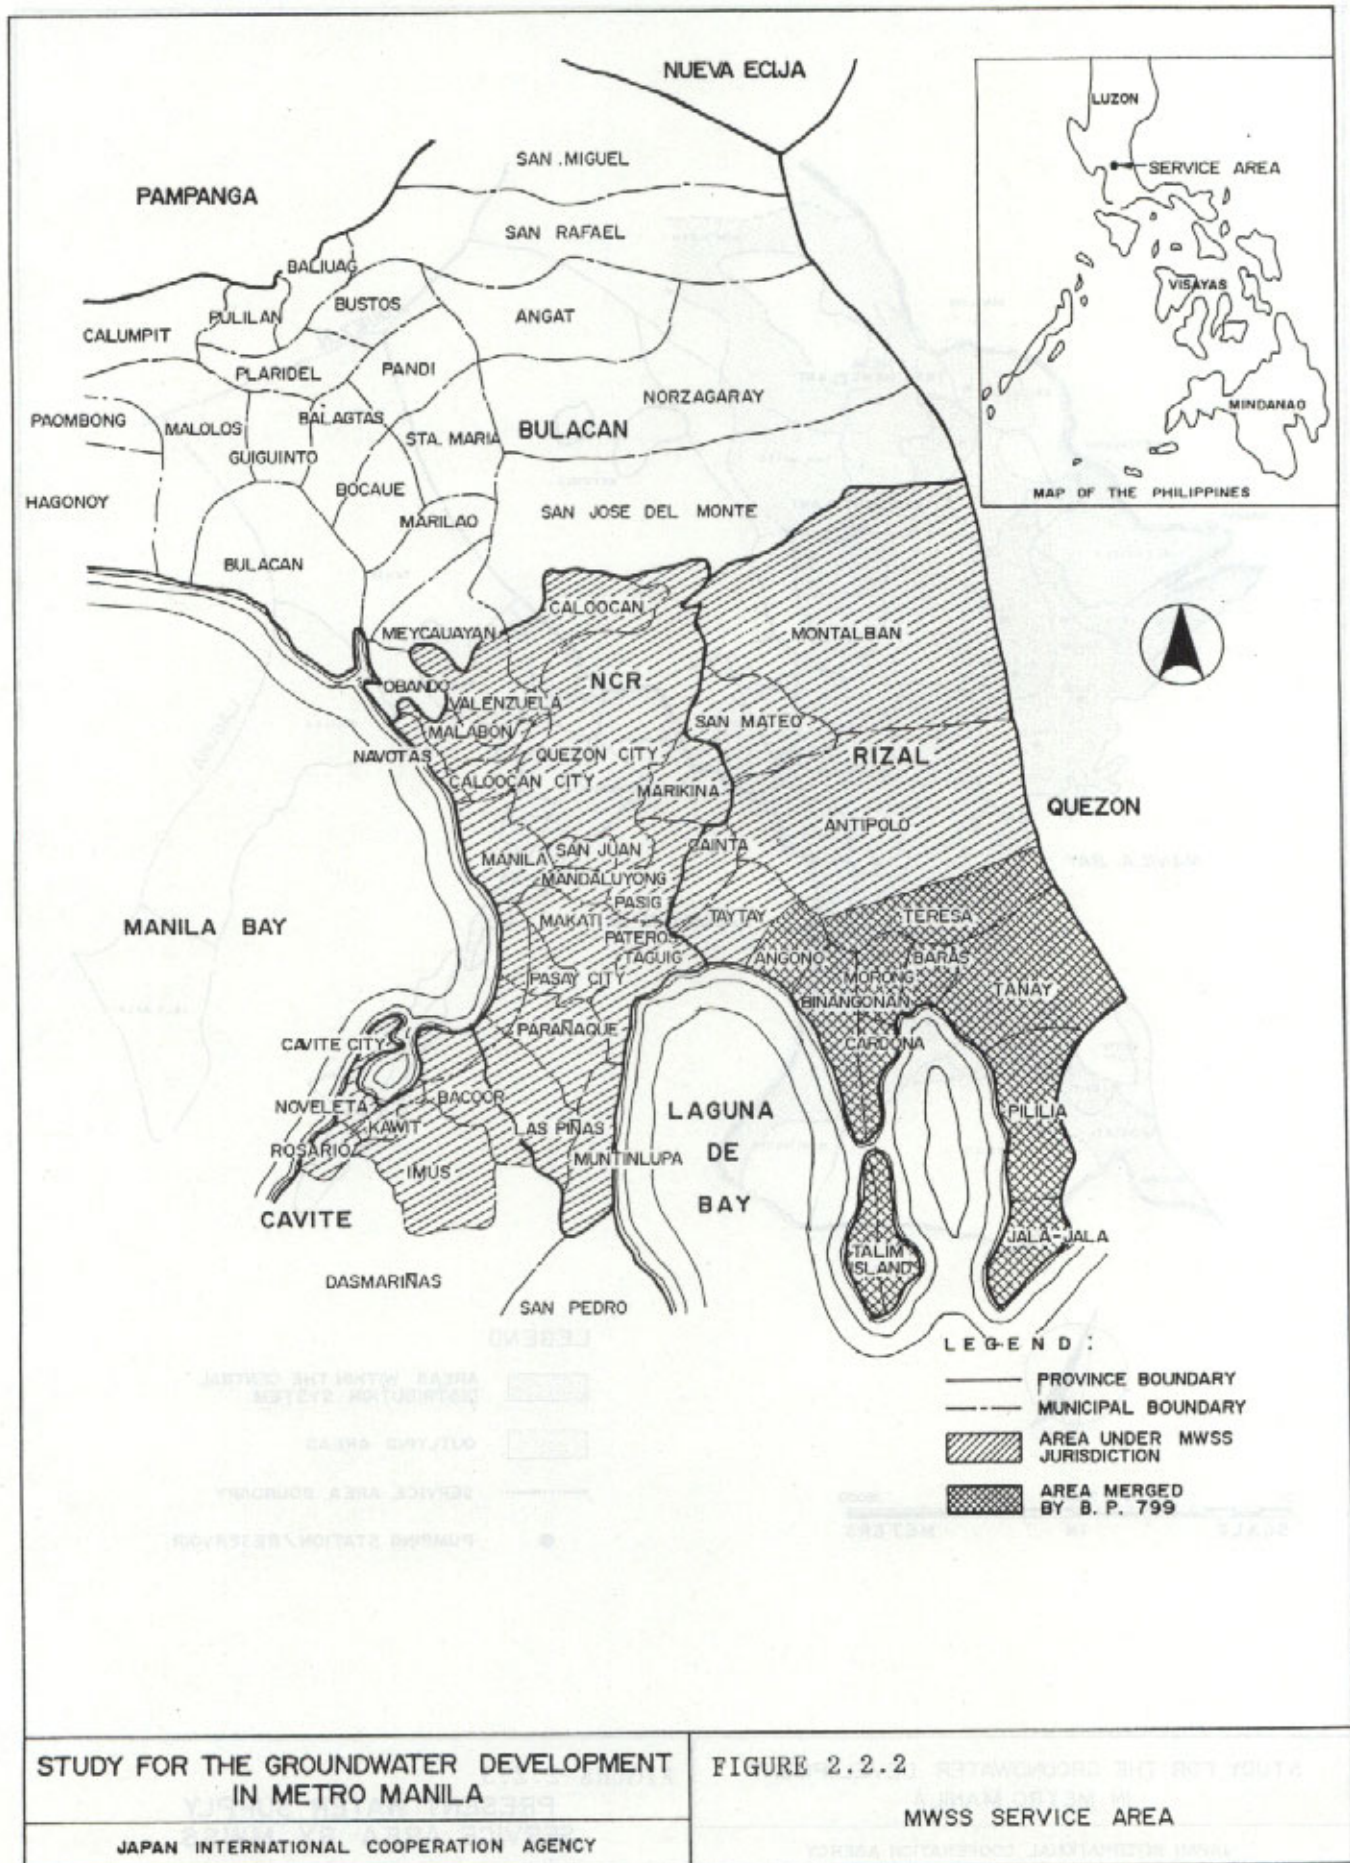 NUEVA ECIJA
LUZON
SAN MIGUEL
SERVICE AREA
PAMPANGA
SAN RAFAEL
BALIUAG
VISAYAS
BUSTOS
PULILAN
ANGAT
CALUMPIT
PANDI
PLARIDEL
NORZAGARAY
MINDANAO
PAOMBONG
BALAGTAS
MALOLOS
BULACAN
STA. MARIA
GUIGUINTO
BOCAUE
MAP OF THE PHILIPPINES
HAGONOY
SAN JOSE DEL MONTE
MARILAO
BULACAN
CALOOCAN
MEYCAUAYAN
MONTALBAN
NCR
OBANDO
VALENZUELA
SAN MATEO
MALABON
NAVOTAS
QUEZON CITY
RIZAL
CALOOCAN CITY
MARIKINA
QUEZON
ANTIPOLO
CAINTA
SAN JUAN
MANILA
MANDALUYONG
PASIG
TAYTAY
TERESA
MAKATI
MANILA BAY
PATEROS
TAGUIG
ANGONO
BARAS
MORONG
PASAY CITY
TANAY
BINANGONAN
PARAÑAQUE
CAVITE CITY
CARDONA
BACOOR
NOVELETA
LAGUNA
DE
BAY
PILILIA
KAWIT
LAS PIÑAS
ROSARIO
MUNTINLUPA
IMUS
CAVITE
JALA-JALA
TALIM
ISLAND
DASMARIÑAS
SAN PEDRO
LEGEND:
PROVINCE BOUNDARY
MUNICIPAL BOUNDARY
AREA UNDER MWSS
JURISDICTION
AREA MERGED
BY B. P. 799
STUDY FOR THE GROUNDWATER DEVELOPMENT
IN METRO MANILA
JAPAN INTERNATIONAL COOPERATION AGENCY
FIGURE 2.2.2
MWSS SERVICE AREA